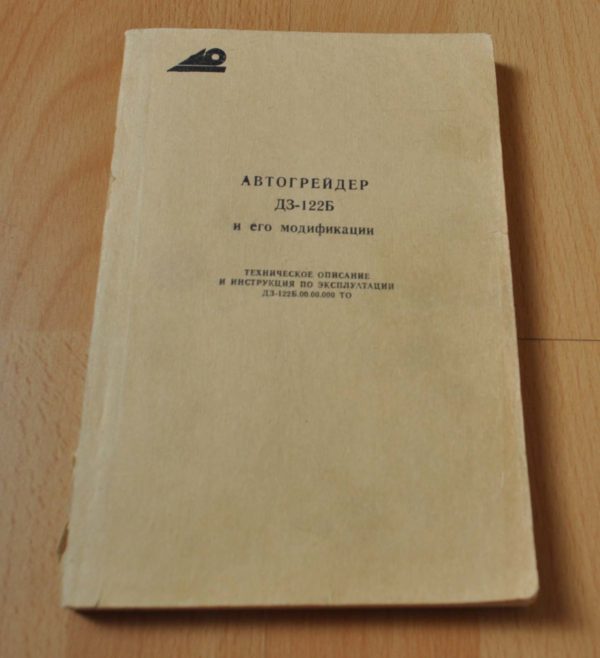 АВТОГРЕЙДЕР
ДЗ-122Б
и его модификации
ТЕХНИЧЕСКОЕ ОПИСАНИЕ
И ИНСТРУКЦИЯ ПО ЭКСПЛУАТАЦИИ
ДЗ-122Б.00.00.000 ТО